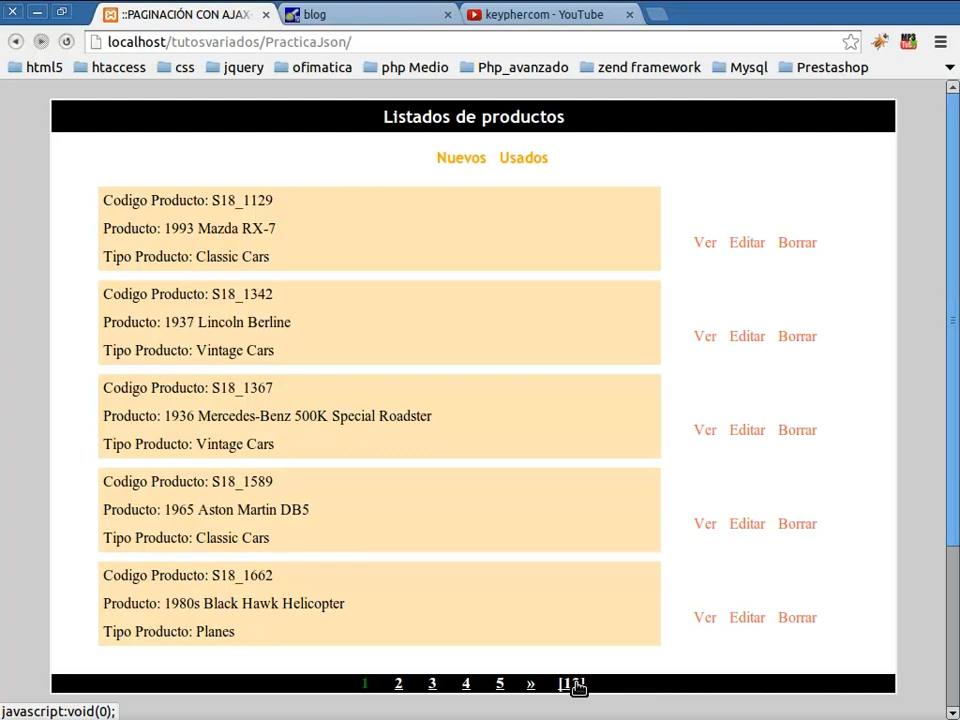 ::PAGINACIÓN CON AJAX-
blog
keyphercom - YouTube
localhost/tutosvariados/PracticaJson/
html5 htaccess css jquery ofimatica php Medio Php_avanzado zend framework Mysql Prestashop
Listados de productos
Nuevos Usados
Codigo Producto: S18_1129
Producto: 1993 Mazda RX-7
Tipo Producto: Classic Cars
Ver Editar Borrar
Codigo Producto: S18_1342
Producto: 1937 Lincoln Berline
Tipo Producto: Vintage Cars
Ver Editar Borrar
Codigo Producto: S18_1367
Producto: 1936 Mercedes-Benz 500K Special Roadster
Tipo Producto: Vintage Cars
Ver Editar Borrar
Codigo Producto: S18_1589
Producto: 1965 Aston Martin DB5
Tipo Producto: Classic Cars
Ver Editar Borrar
Codigo Producto: S18_1662
Producto: 1980s Black Hawk Helicopter
Tipo Producto: Planes
Ver Editar Borrar
1 2 3 4 5 »
javascript:void(0);